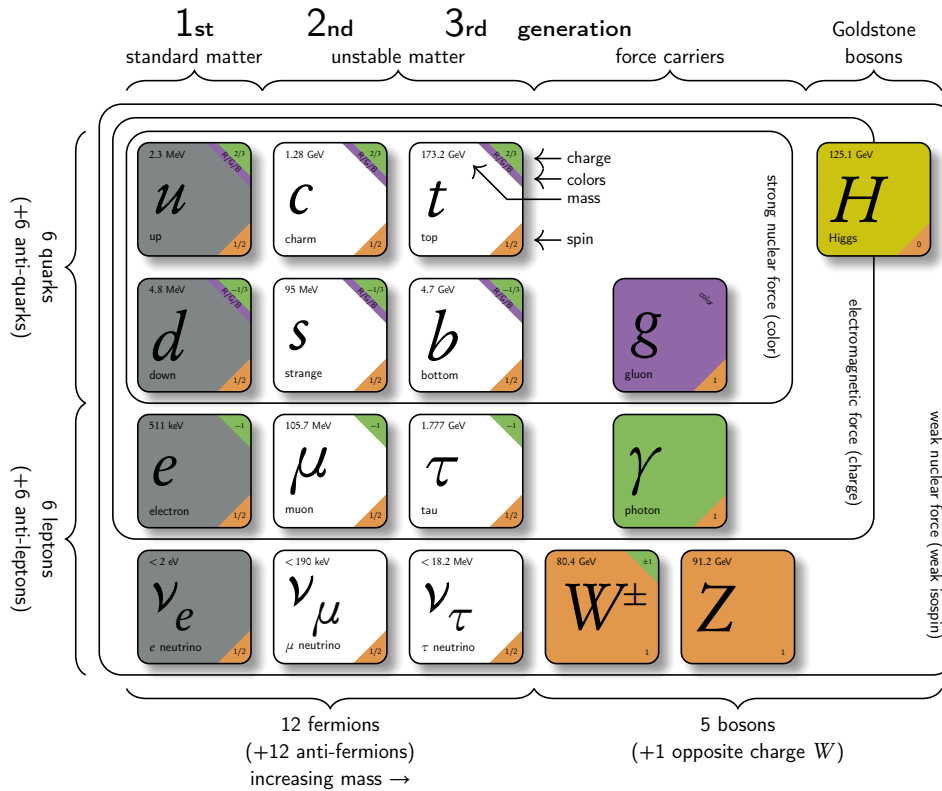 1st 2nd 3rd generation
standard matter unstable matter force carriers Goldstone bosons
6 quarks
(+6 anti-quarks)
6 leptons
(+6 anti-leptons)
2.3 MeV 2/3 R/G/B
u
up 1/2
1.28 GeV 2/3 R/G/B
c
charm 1/2
173.2 GeV 2/3 R/G/B
t
top 1/2
charge
colors
mass
spin
strong nuclear force (color)
125.1 GeV
H
Higgs 0
4.8 MeV −1/3 R/G/B
d
down 1/2
95 MeV −1/3 R/G/B
s
strange 1/2
4.7 GeV −1/3 R/G/B
b
bottom 1/2
color
g
gluon 1
electromagnetic force (charge)
511 keV −1
e
electron 1/2
105.7 MeV −1
μ
muon 1/2
1.777 GeV −1
τ
tau 1/2
γ
photon 1
weak nuclear force (weak isospin)
< 2 eV
νe
e neutrino 1/2
< 190 keV
νμ
μ neutrino 1/2
< 18.2 MeV
ντ
τ neutrino 1/2
80.4 GeV ±1
W±
1
91.2 GeV
Z
1
12 fermions
(+12 anti-fermions)
increasing mass →
5 bosons
(+1 opposite charge W)